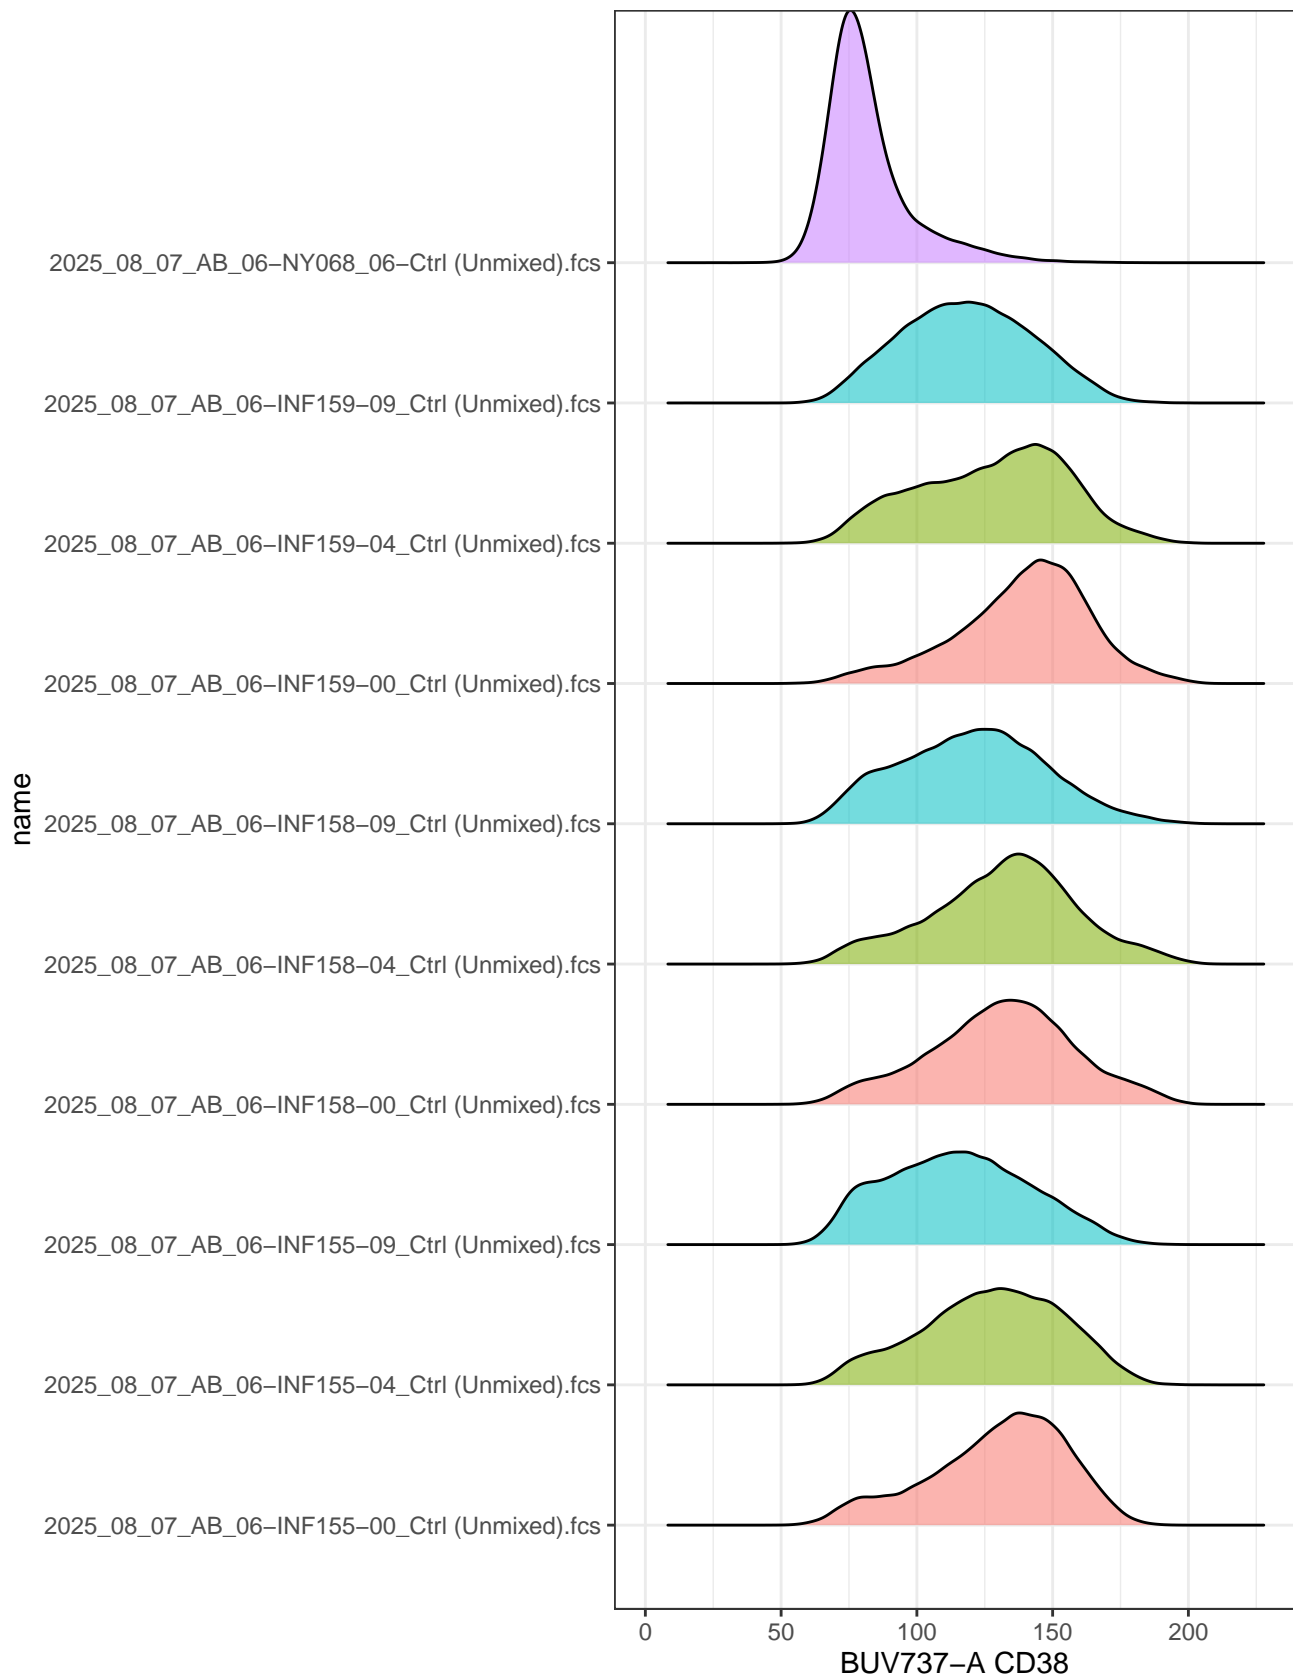 2025_08_07_AB_06−NY068_06−Ctrl (Unmixed).fcs
2025_08_07_AB_06−INF159−09_Ctrl (Unmixed).fcs
2025_08_07_AB_06−INF159−04_Ctrl (Unmixed).fcs
2025_08_07_AB_06−INF159−00_Ctrl (Unmixed).fcs
name
2025_08_07_AB_06−INF158−09_Ctrl (Unmixed).fcs
2025_08_07_AB_06−INF158−04_Ctrl (Unmixed).fcs
2025_08_07_AB_06−INF158−00_Ctrl (Unmixed).fcs
2025_08_07_AB_06−INF155−09_Ctrl (Unmixed).fcs
2025_08_07_AB_06−INF155−04_Ctrl (Unmixed).fcs
2025_08_07_AB_06−INF155−00_Ctrl (Unmixed).fcs
0 50 100 150 200
BUV737−A CD38